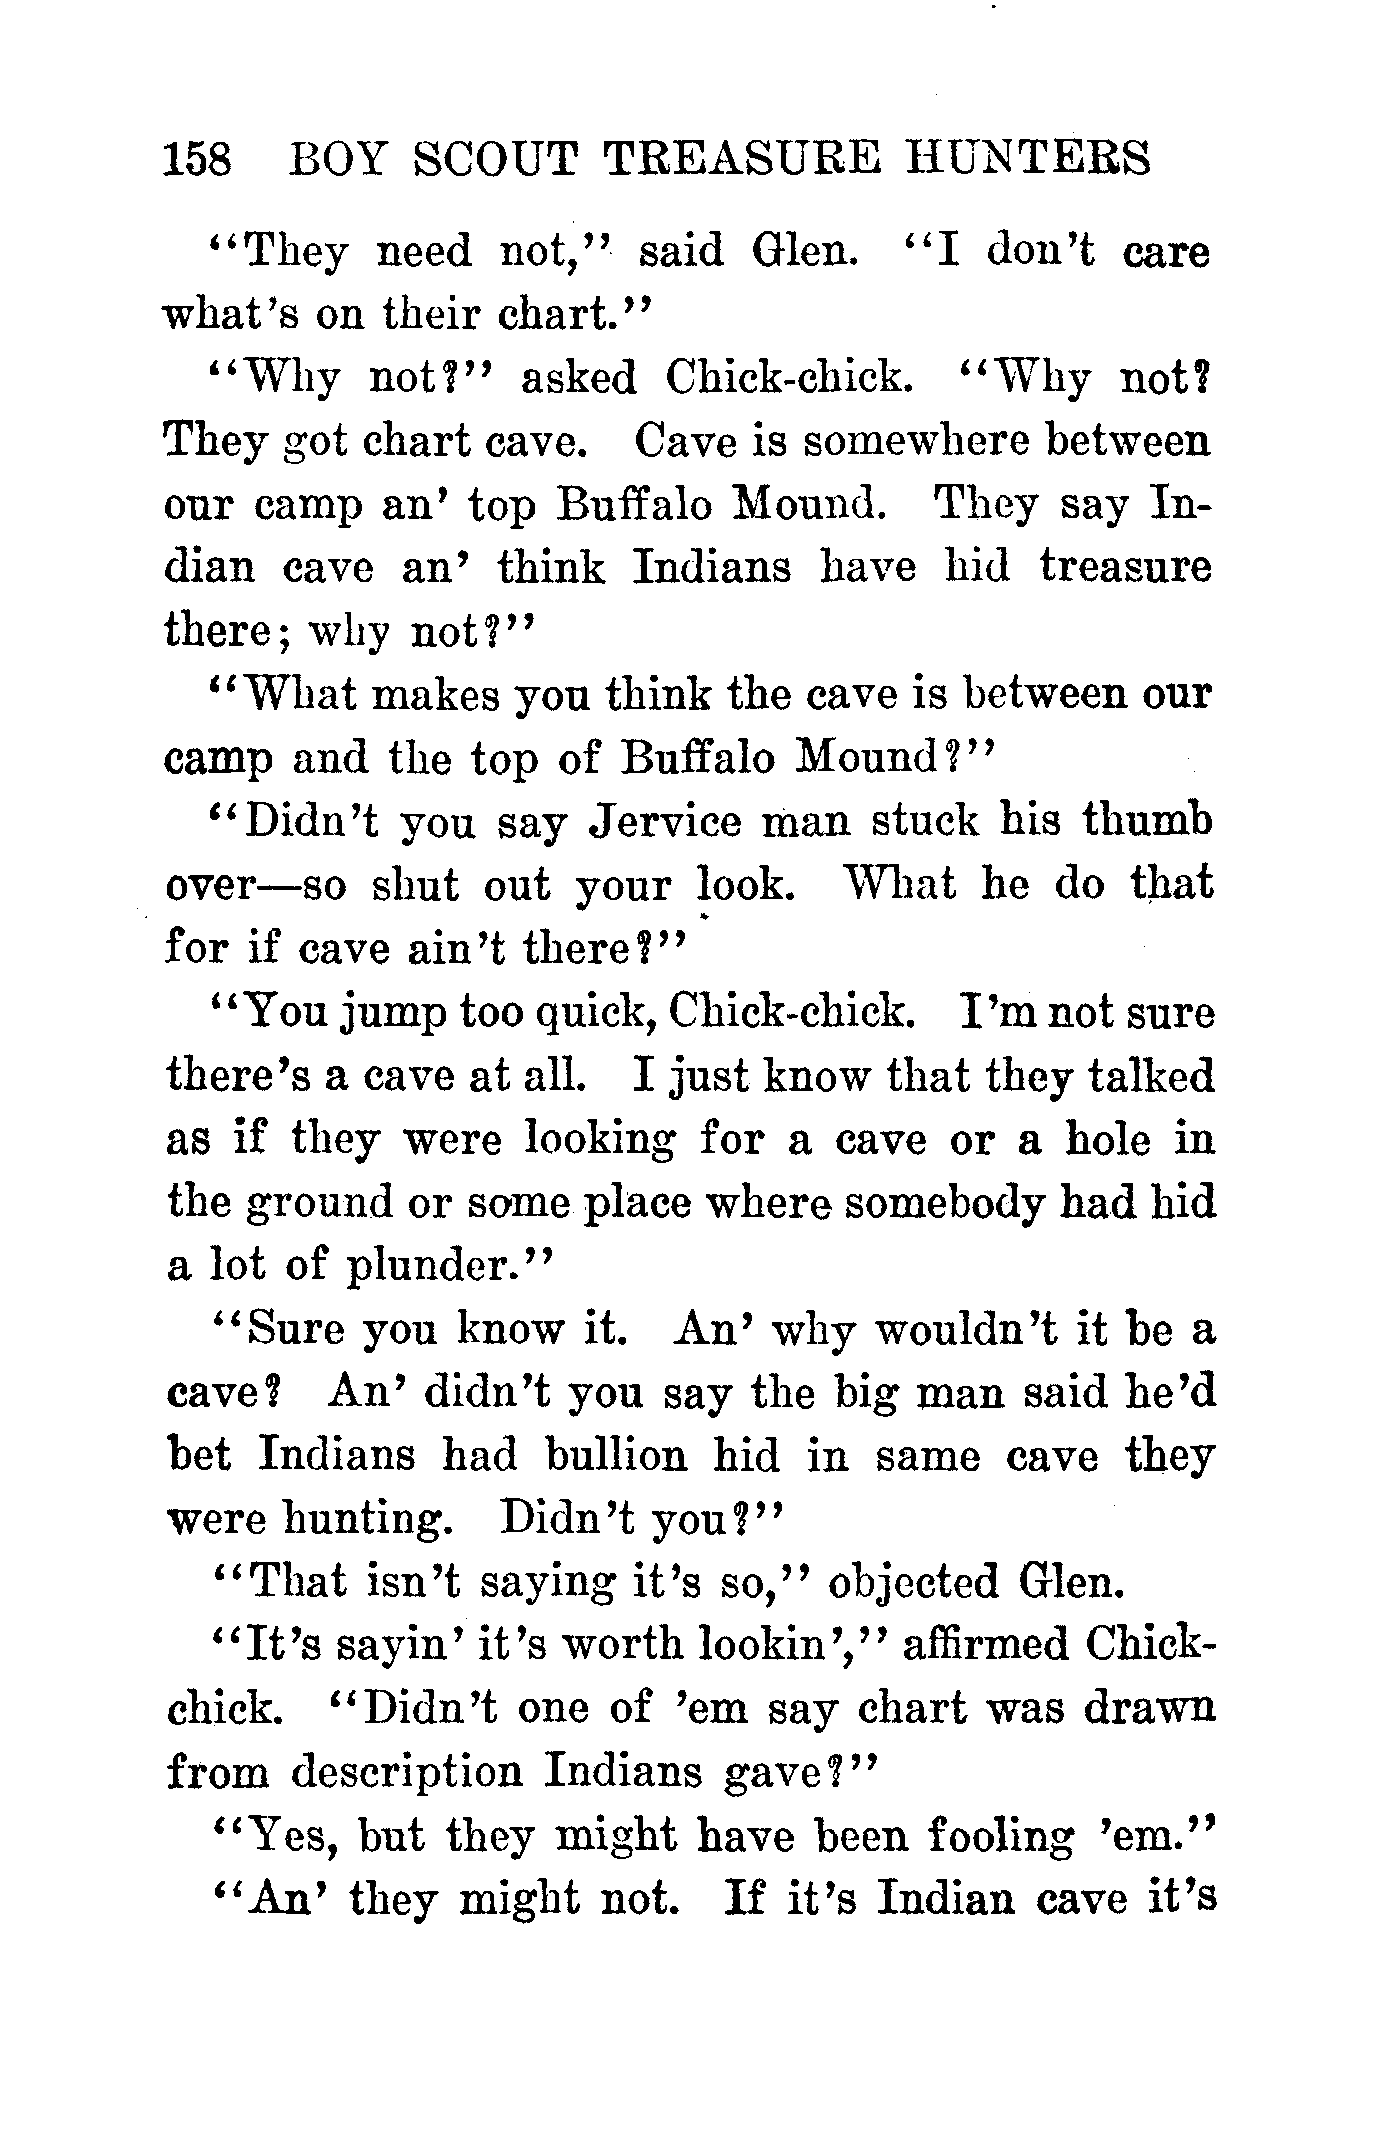 158 BOY SCOUT TREASURE HUNTERS
"They need not," said Glen. "I don't care
what's on their chart."
"Why not?" asked Chick-chick. "Why not?
They got chart cave. Cave is somewhere between
our camp an' top Buffalo Mound. They say In-
dian cave an' think Indians have hid treasure
there; why not?"
"What makes you think the cave is between our
camp and the top of Buffalo Mound?"
"Didn't you say Jervice man stuck his thumb
over—so shut out your look. What he do that
for if cave ain't there?"
"You jump too quick, Chick-chick. I'm not sure
there's a cave at all. I just know that they talked
as if they were looking for a cave or a hole in
the ground or some place where somebody had hid
a lot of plunder."
"Sure you know it. An' why wouldn't it be a
cave? An' didn't you say the big man said he'd
bet Indians had bullion hid in same cave they
were hunting. Didn't you?"
"That isn't saying it's so," objected Glen.
"It's sayin' it's worth lookin'," affirmed Chick-
chick. "Didn't one of 'em say chart was drawn
from description Indians gave?"
"Yes, but they might have been fooling 'em."
"An' they might not. If it's Indian cave it's